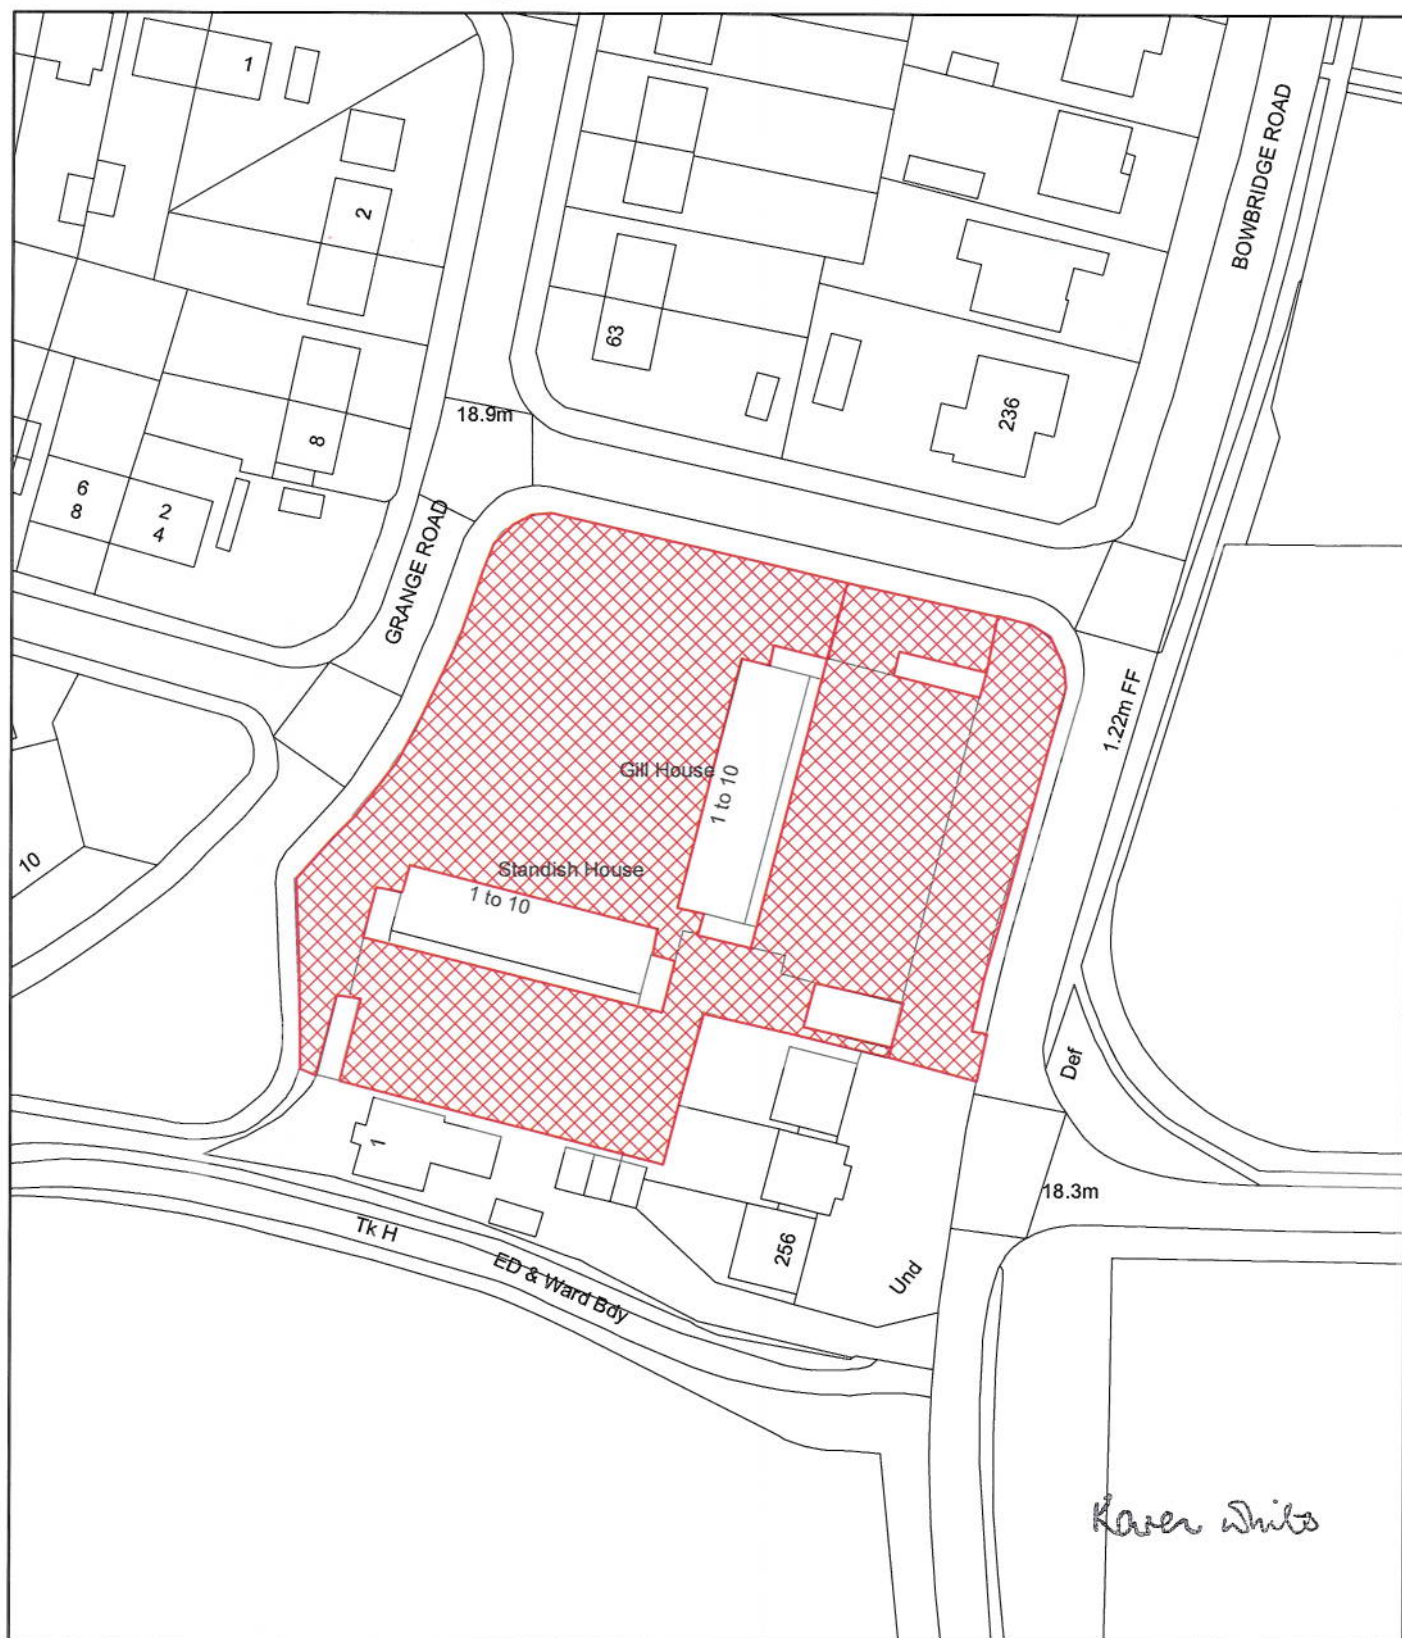 1
BOWBRIDGE ROAD
2
63
18.9m
236
8
6
8
2
4
GRANGE ROAD
1.22m FF
Gill House
1 to 10
10
Standish House
1 to 10
Def
1
18.3m
Tk H
256
ED & Ward Bdy
Und
Karen White